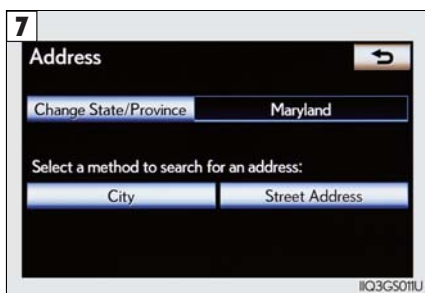 7
Address
Change State/Province Maryland
Select a method to search for an address:
City Street Address
IIQ3GS011U